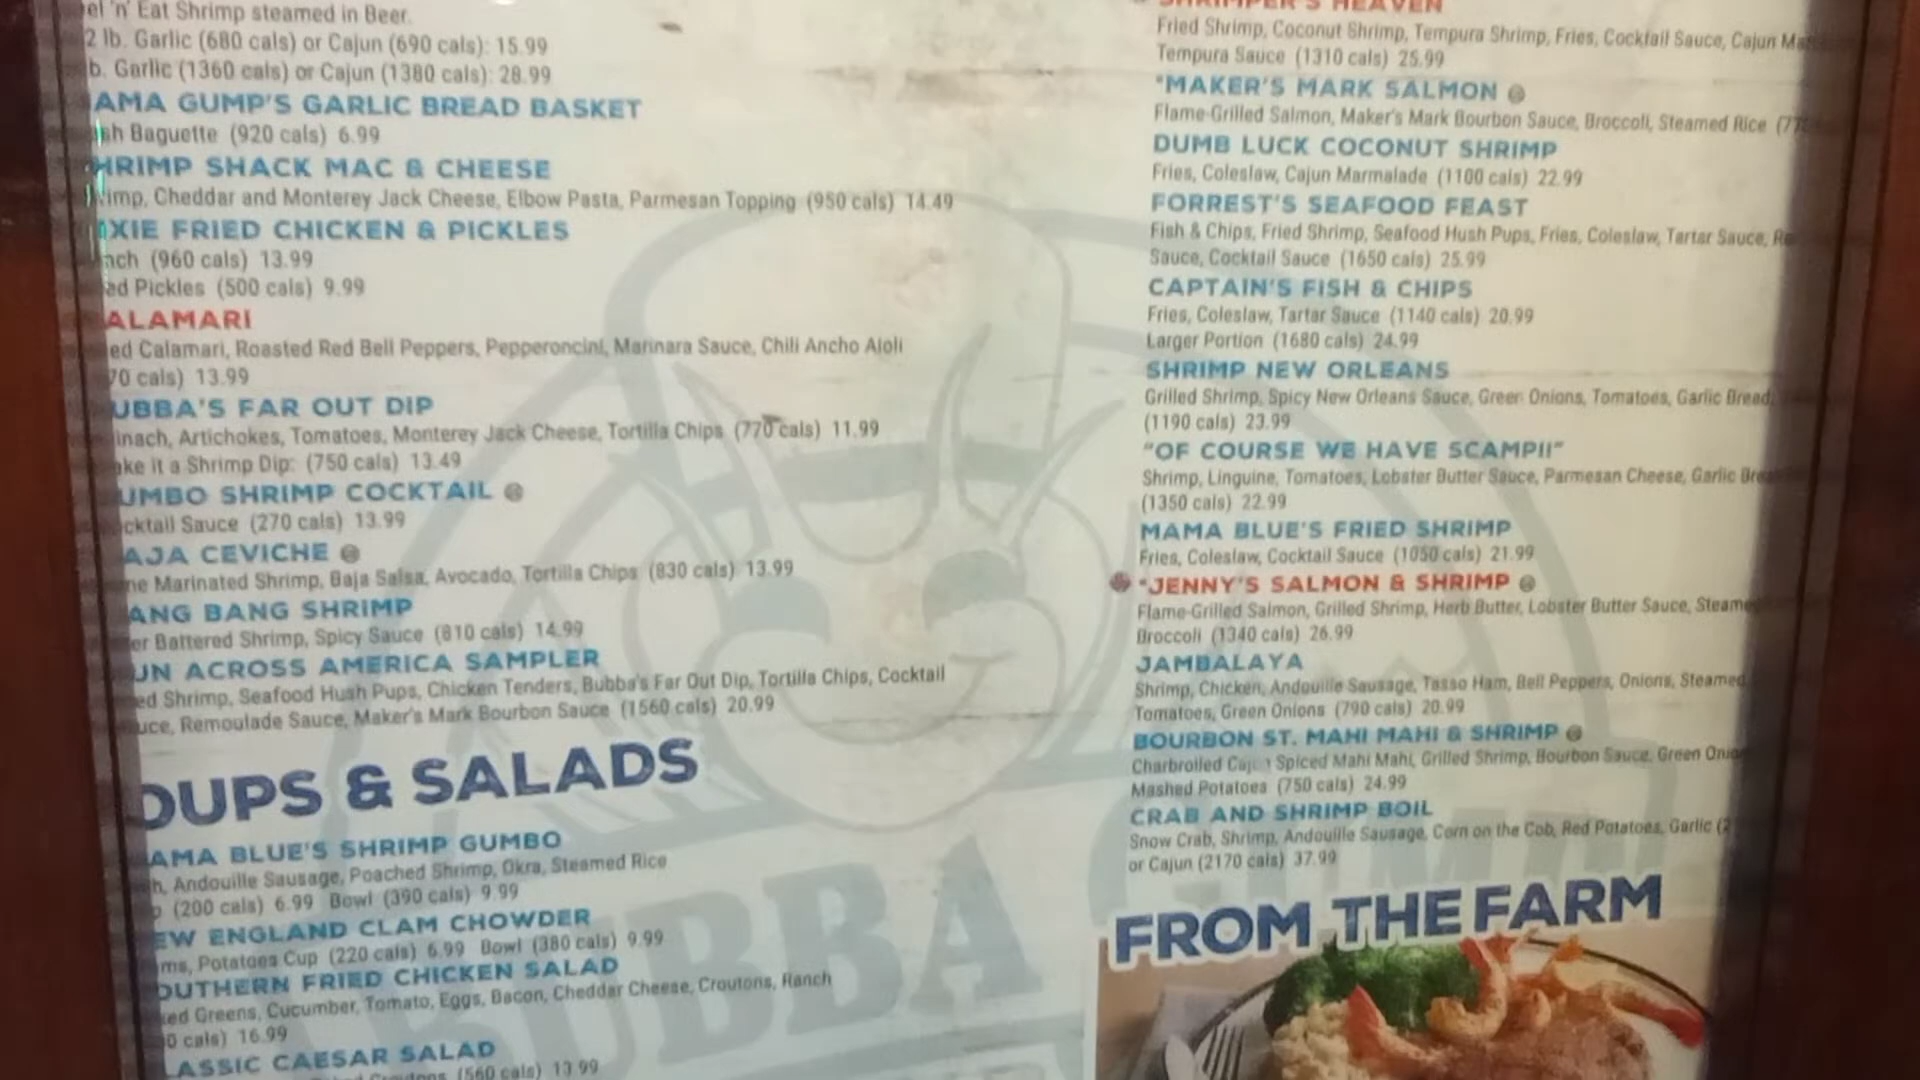 el 'n' Eat Shrimp steamed in Beer.
2 lb. Garlic (680 cals) or Cajun (690 cals): 15.99
b. Garlic (1360 cals) or Cajun (1380 cals): 28.99
AMA GUMP'S GARLIC BREAD BASKET
sh Baguette (920 cals) 6.99
HRIMP SHACK MAC & CHEESE
imp, Cheddar and Monterey Jack Cheese, Elbow Pasta, Parmesan Topping (950 cals) 14.49
IXIE FRIED CHICKEN & PICKLES
nch (960 cals) 13.99
ed Pickles (500 cals) 9.99
ALAMARI
ed Calamari, Roasted Red Bell Peppers, Pepperoncini, Marinara Sauce, Chili Ancho Aioli
70 cals) 13.99
UBBA'S FAR OUT DIP
inach, Artichokes, Tomatoes, Monterey Jack Cheese, Tortilla Chips (770 cals) 11.99
ake it a Shrimp Dip: (750 cals) 13.49
UMBO SHRIMP COCKTAIL
cktail Sauce (270 cals) 13.99
AJA CEVICHE
me Marinated Shrimp, Baja Salsa, Avocado, Tortilla Chips (830 cals) 13.99
ANG BANG SHRIMP
er Battered Shrimp, Spicy Sauce (810 cals) 14.99
UN ACROSS AMERICA SAMPLER
ed Shrimp, Seafood Hush Pups, Chicken Tenders, Bubba's Far Out Dip, Tortilla Chips, Cocktail
uce, Remoulade Sauce, Maker's Mark Bourbon Sauce (1560 cals) 20.99
OUPS & SALADS
AMA BLUE'S SHRIMP GUMBO
h, Andouille Sausage, Poached Shrimp, Okra, Steamed Rice
p (200 cals) 6.99 Bowl (390 cals) 9.99
EW ENGLAND CLAM CHOWDER
ms, Potatoes Cup (220 cals) 6.99 Bowl (380 cals) 9.99
OUTHERN FRIED CHICKEN SALAD
xed Greens, Cucumber, Tomato, Eggs, Bacon, Cheddar Cheese, Croutons, Ranch
0 cals) 16.99
LASSIC CAESAR SALAD
Croutons (560 cals) 13.99
SHRIMPER'S HEAVEN
Fried Shrimp, Coconut Shrimp, Tempura Shrimp, Fries, Cocktail Sauce, Cajun Ma
Tempura Sauce (1310 cals) 25.99
*MAKER'S MARK SALMON
Flame-Grilled Salmon, Maker's Mark Bourbon Sauce, Broccoli, Steamed Rice (77
DUMB LUCK COCONUT SHRIMP
Fries, Coleslaw, Cajun Marmalade (1100 cals) 22.99
FORREST'S SEAFOOD FEAST
Fish & Chips, Fried Shrimp, Seafood Hush Pups, Fries, Coleslaw, Tartar Sauce, Re
Sauce, Cocktail Sauce (1650 cals) 25.99
CAPTAIN'S FISH & CHIPS
Fries, Coleslaw, Tartar Sauce (1140 cals) 20.99
Larger Portion (1680 cals) 24.99
SHRIMP NEW ORLEANS
Grilled Shrimp, Spicy New Orleans Sauce, Green Onions, Tomatoes, Garlic Bread,
(1190 cals) 23.99
"OF COURSE WE HAVE SCAMPI!"
Shrimp, Linguine, Tomatoes, Lobster Butter Sauce, Parmesan Cheese, Garlic Brea
(1350 cals) 22.99
MAMA BLUE'S FRIED SHRIMP
Fries, Coleslaw, Cocktail Sauce (1050 cals) 21.99
*JENNY'S SALMON & SHRIMP
Flame-Grilled Salmon, Grilled Shrimp, Herb Butter, Lobster Butter Sauce, Steame
Broccoli (1340 cals) 26.99
JAMBALAYA
Shrimp, Chicken, Andouille Sausage, Tasso Ham, Bell Peppers, Onions, Steamed
Tomatoes, Green Onions (790 cals) 20.99
BOURBON ST. MAHI MAHI & SHRIMP
Charbroiled Cajun Spiced Mahi Mahi, Grilled Shrimp, Bourbon Sauce, Green Onio
Mashed Potatoes (750 cals) 24.99
CRAB AND SHRIMP BOIL
Snow Crab, Shrimp, Andouille Sausage, Corn on the Cob, Red Potatoes, Garlic (2
or Cajun (2170 cals) 37.99
FROM THE FARM
BUBBA GUMP